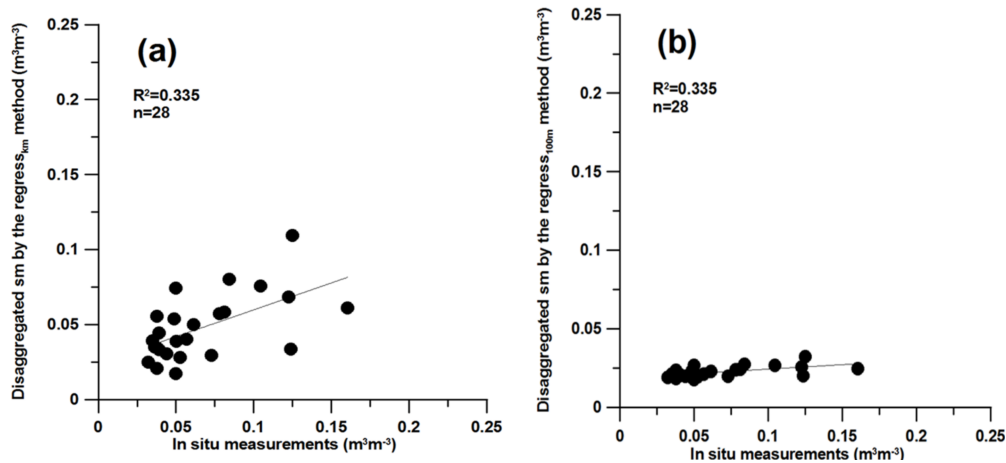 (a)
R²=0.335
n=28
Disaggregated sm by the regressₖₘ method (m³m⁻³)
0.25
0.2
0.15
0.1
0.05
0
0 0.05 0.1 0.15 0.2 0.25
In situ measurements (m³m⁻³)
(b)
R²=0.335
n=28
Disaggregated sm by the regress₁₀₀ₘ method (m³m⁻³)
0.25
0.2
0.15
0.1
0.05
0
0 0.05 0.1 0.15 0.2 0.25
In situ measurements (m³m⁻³)